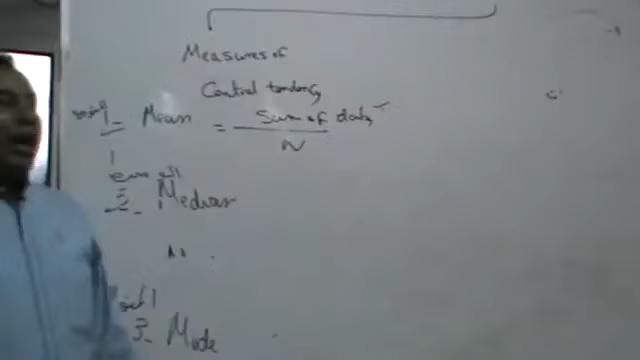 Measures of
Central tendency
1- Mean = Sum of data
N
2- Median
3- Mode